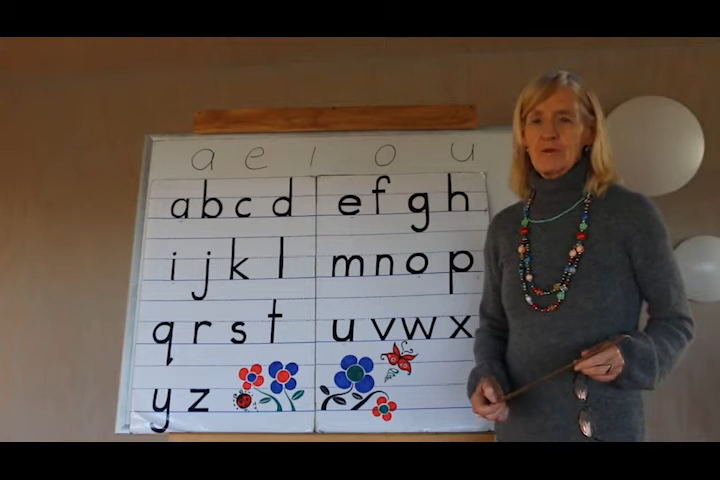 a e i o u
a b c d e f g h
i j k l m n o p
q r s t u v w x
y z